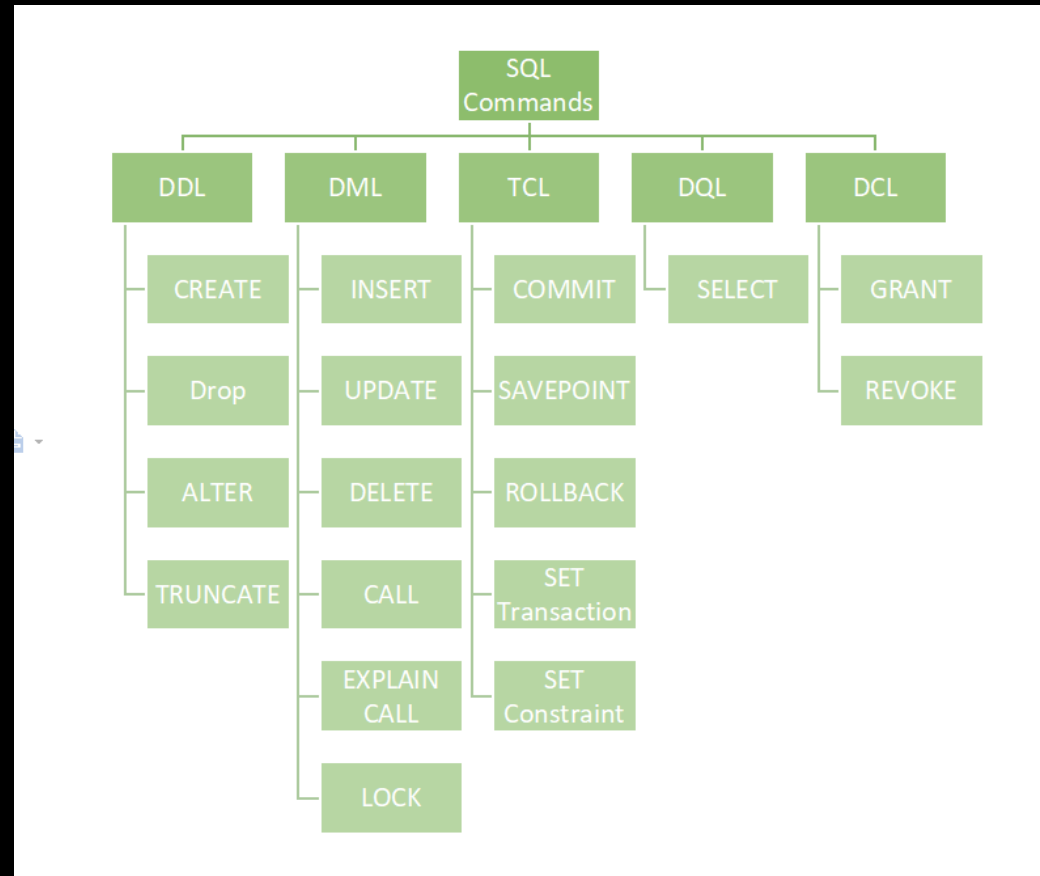 SQL
Commands
DDL
DML
TCL
DQL
DCL
CREATE
INSERT
COMMIT
SELECT
GRANT
Drop
UPDATE
SAVEPOINT
REVOKE
ALTER
DELETE
ROLLBACK
TRUNCATE
CALL
SET
Transaction
EXPLAIN
CALL
SET
Constraint
LOCK